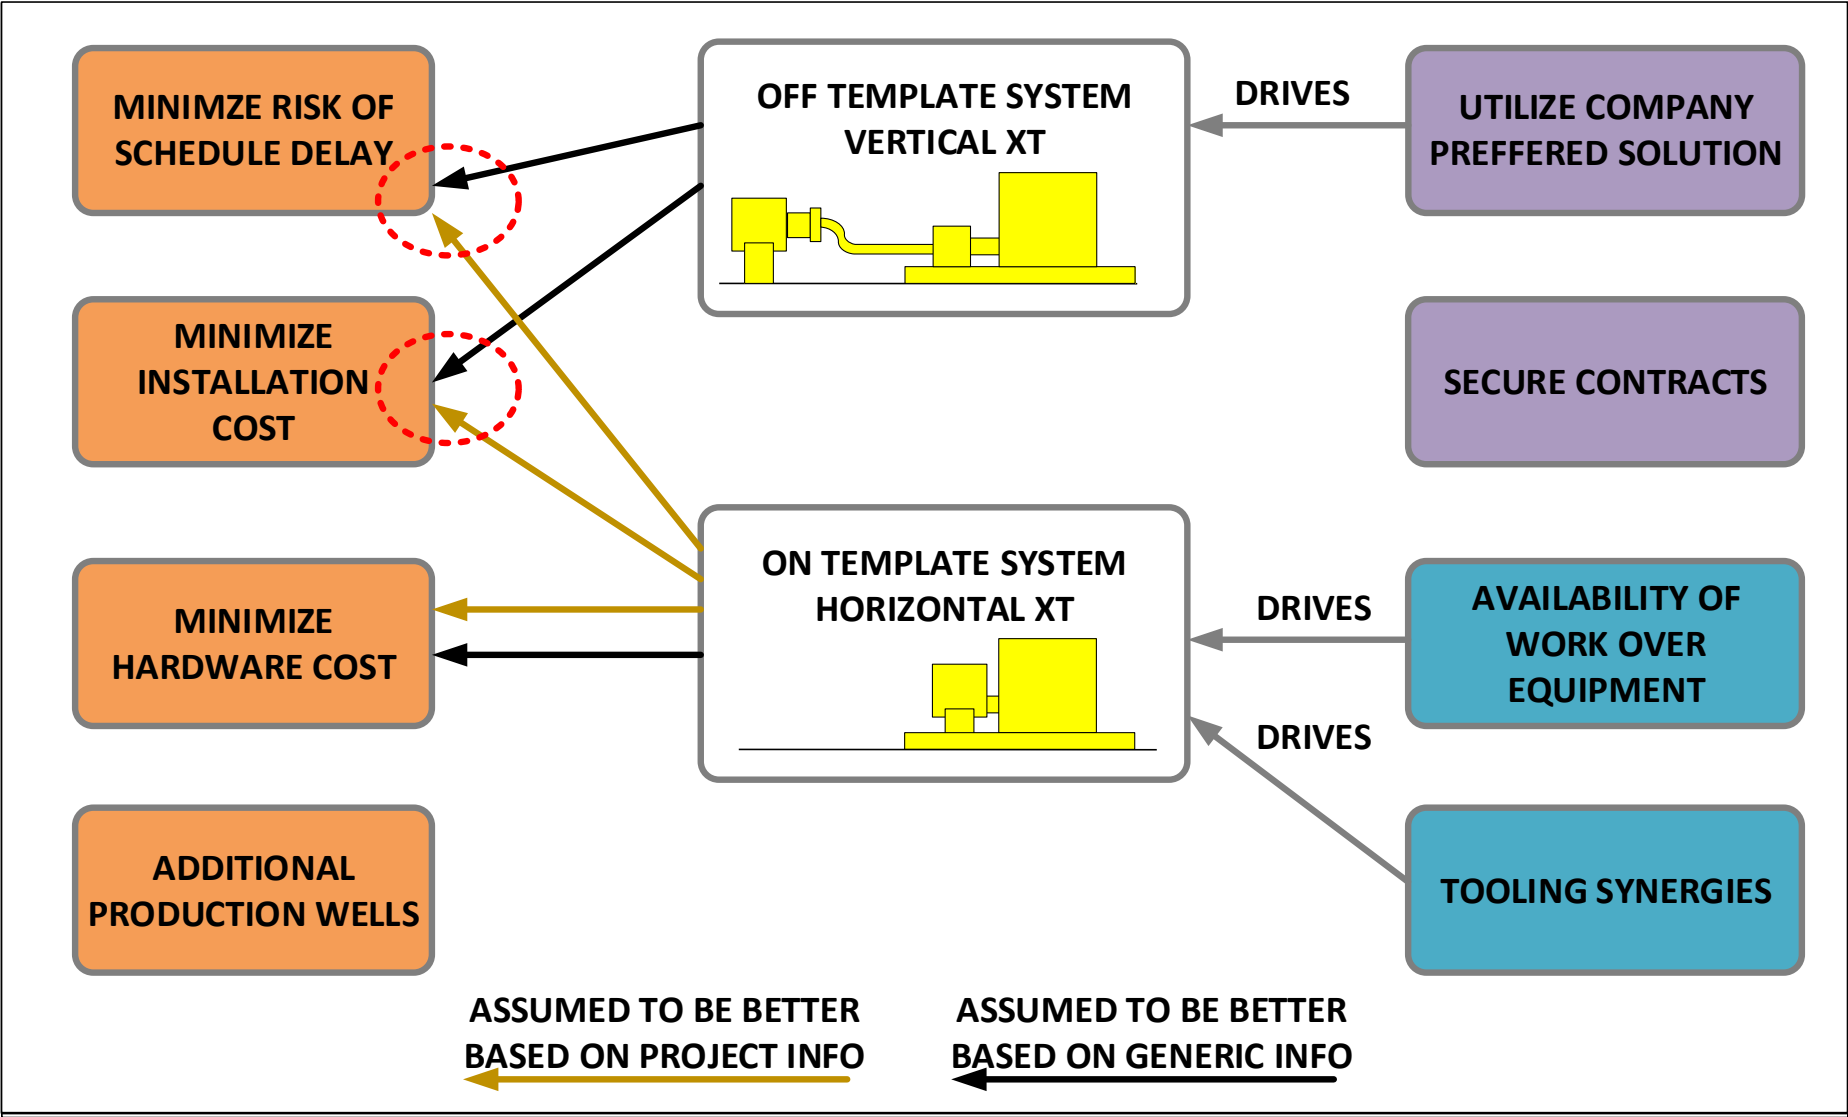 MINIMZE RISK OF
SCHEDULE DELAY
MINIMIZE
INSTALLATION
COST
MINIMIZE
HARDWARE COST
ADDITIONAL
PRODUCTION WELLS
OFF TEMPLATE SYSTEM
VERTICAL XT
ON TEMPLATE SYSTEM
HORIZONTAL XT
DRIVES
DRIVES
DRIVES
UTILIZE COMPANY
PREFFERED SOLUTION
SECURE CONTRACTS
AVAILABILITY OF
WORK OVER
EQUIPMENT
TOOLING SYNERGIES
ASSUMED TO BE BETTER
BASED ON PROJECT INFO
ASSUMED TO BE BETTER
BASED ON GENERIC INFO